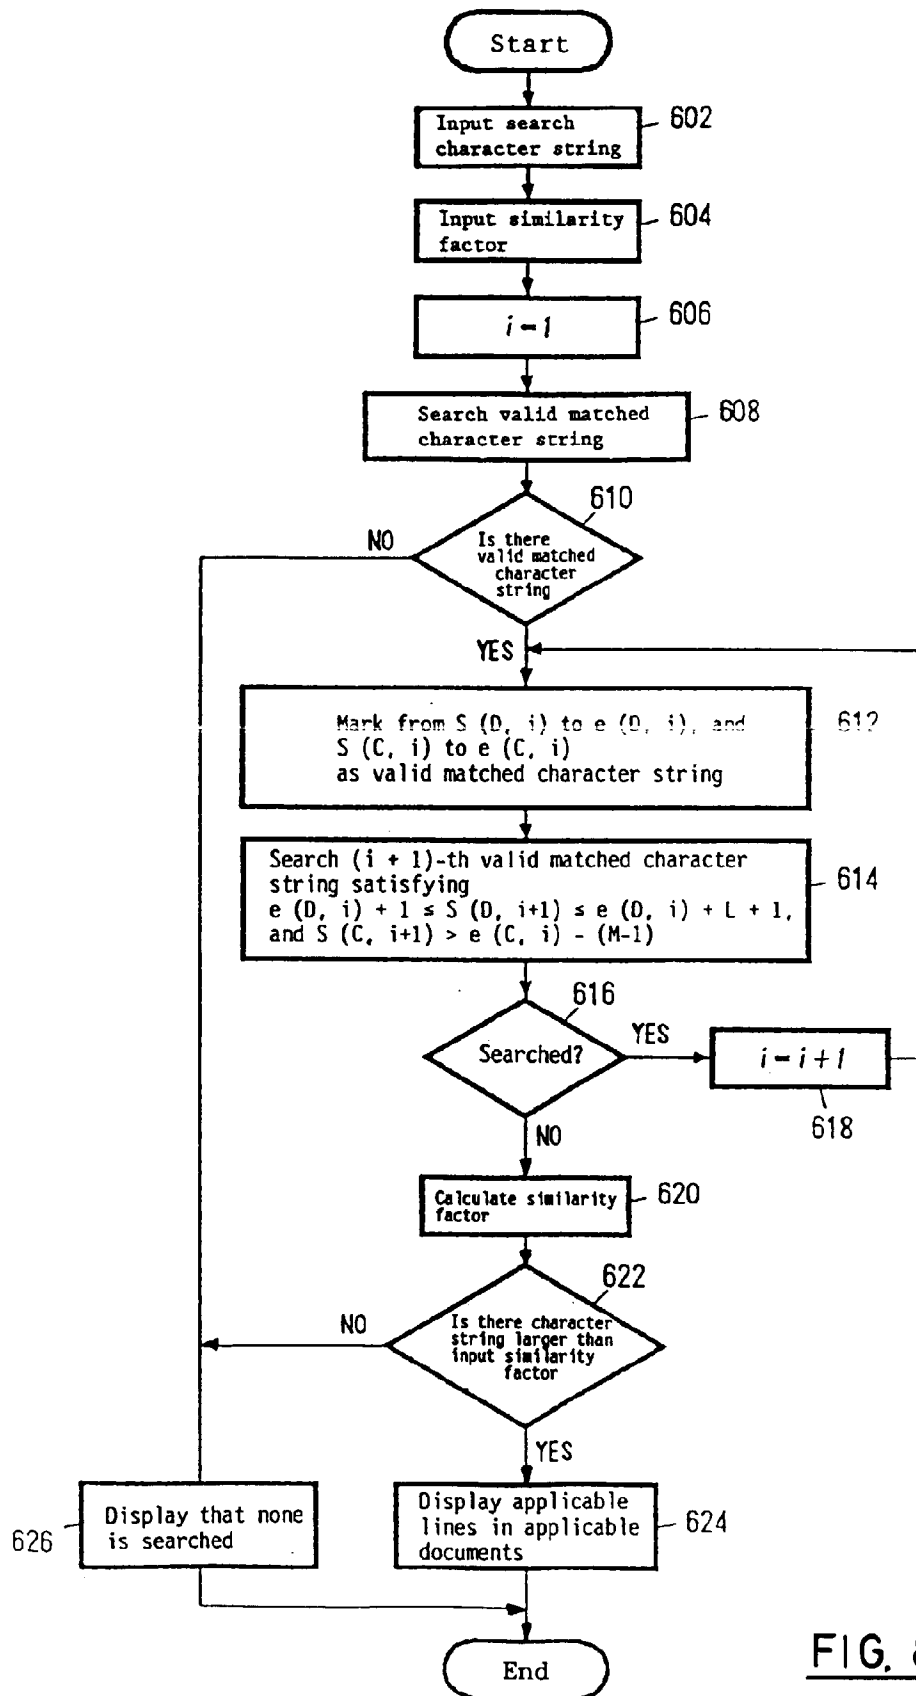 Start
Input search
character string
602
Input similarity
factor
604
i = 1
606
Search valid matched
character string
608
610
Is there
valid matched
character
string
NO
YES
Mark from S (D, i) to e (D, i), and
S (C, i) to e (C, i)
as valid matched character string
612
Search (i + 1)-th valid matched character
string satisfying
e (D, i) + 1 ≤ S (D, i+1) ≤ e (D, i) + L + 1,
and S (C, i+1) > e (C, i) - (M-1)
614
616
Searched?
YES
i = i + 1
618
NO
Calculate similarity
factor
620
622
Is there character
string larger than
input similarity
factor
NO
YES
Display that none
is searched
626
Display applicable
lines in applicable
documents
624
End
FIG. 8